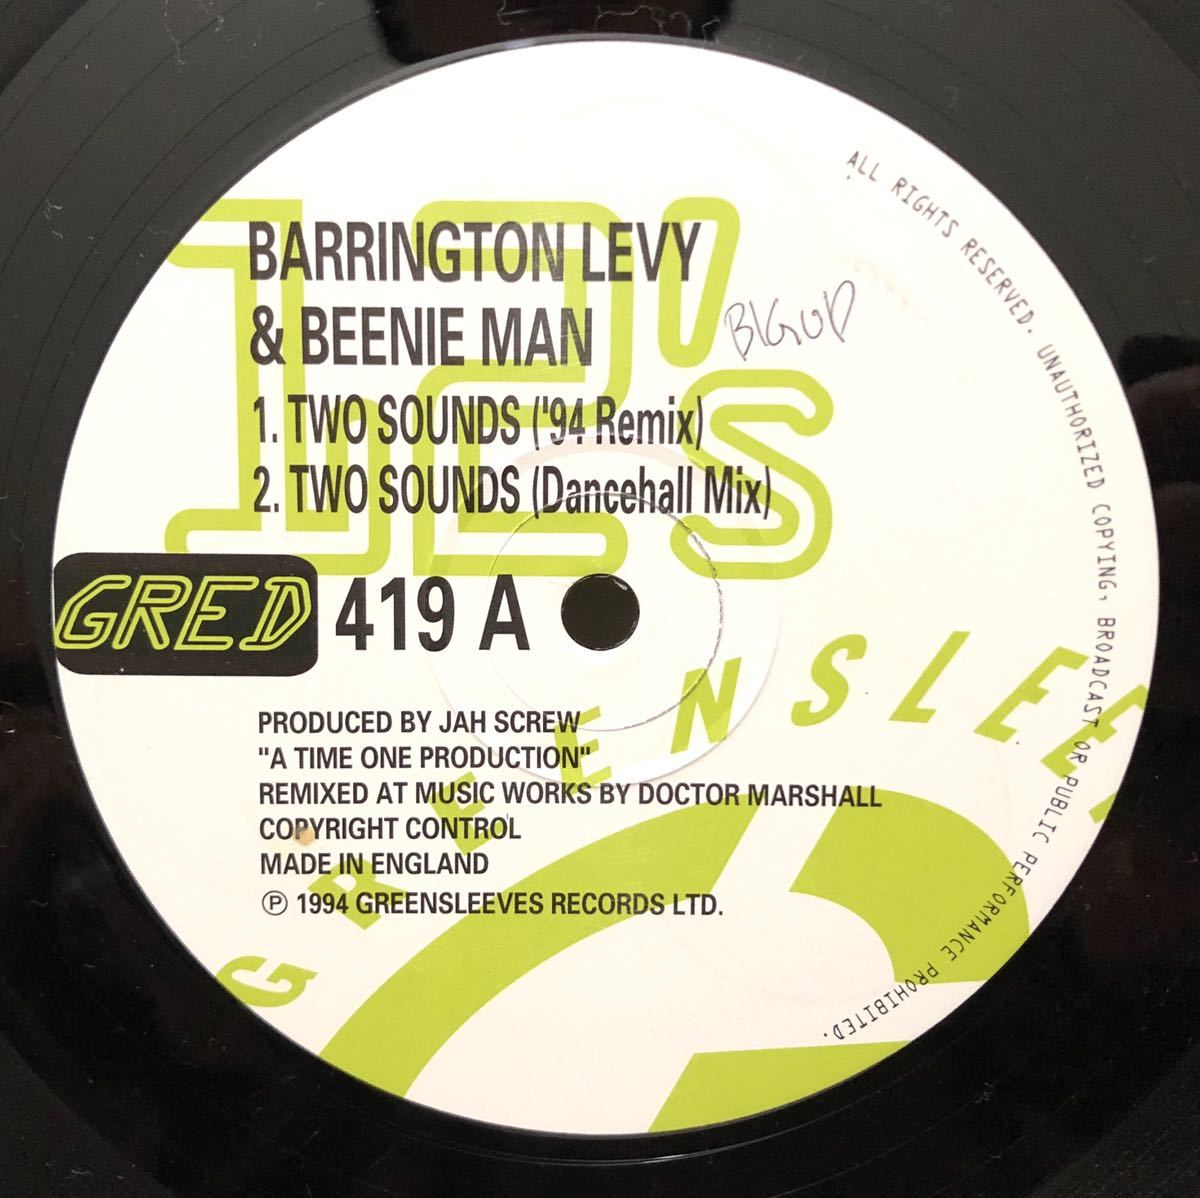 12's
BARRINGTON LEVY
& BEENIE MAN
1. TWO SOUNDS ('94 Remix)
2. TWO SOUNDS (Dancehall Mix)
GRED 419 A
PRODUCED BY JAH SCREW
"A TIME ONE PRODUCTION"
REMIXED AT MUSIC WORKS BY DOCTOR MARSHALL
COPYRIGHT CONTROL
MADE IN ENGLAND
℗ 1994 GREENSLEEVES RECORDS LTD.
GREENSLEE
ALL RIGHTS RESERVED. UNAUTHORIZED COPYING, BROADCAST OR PUBLIC PERFORMANCE PROHIBITED.